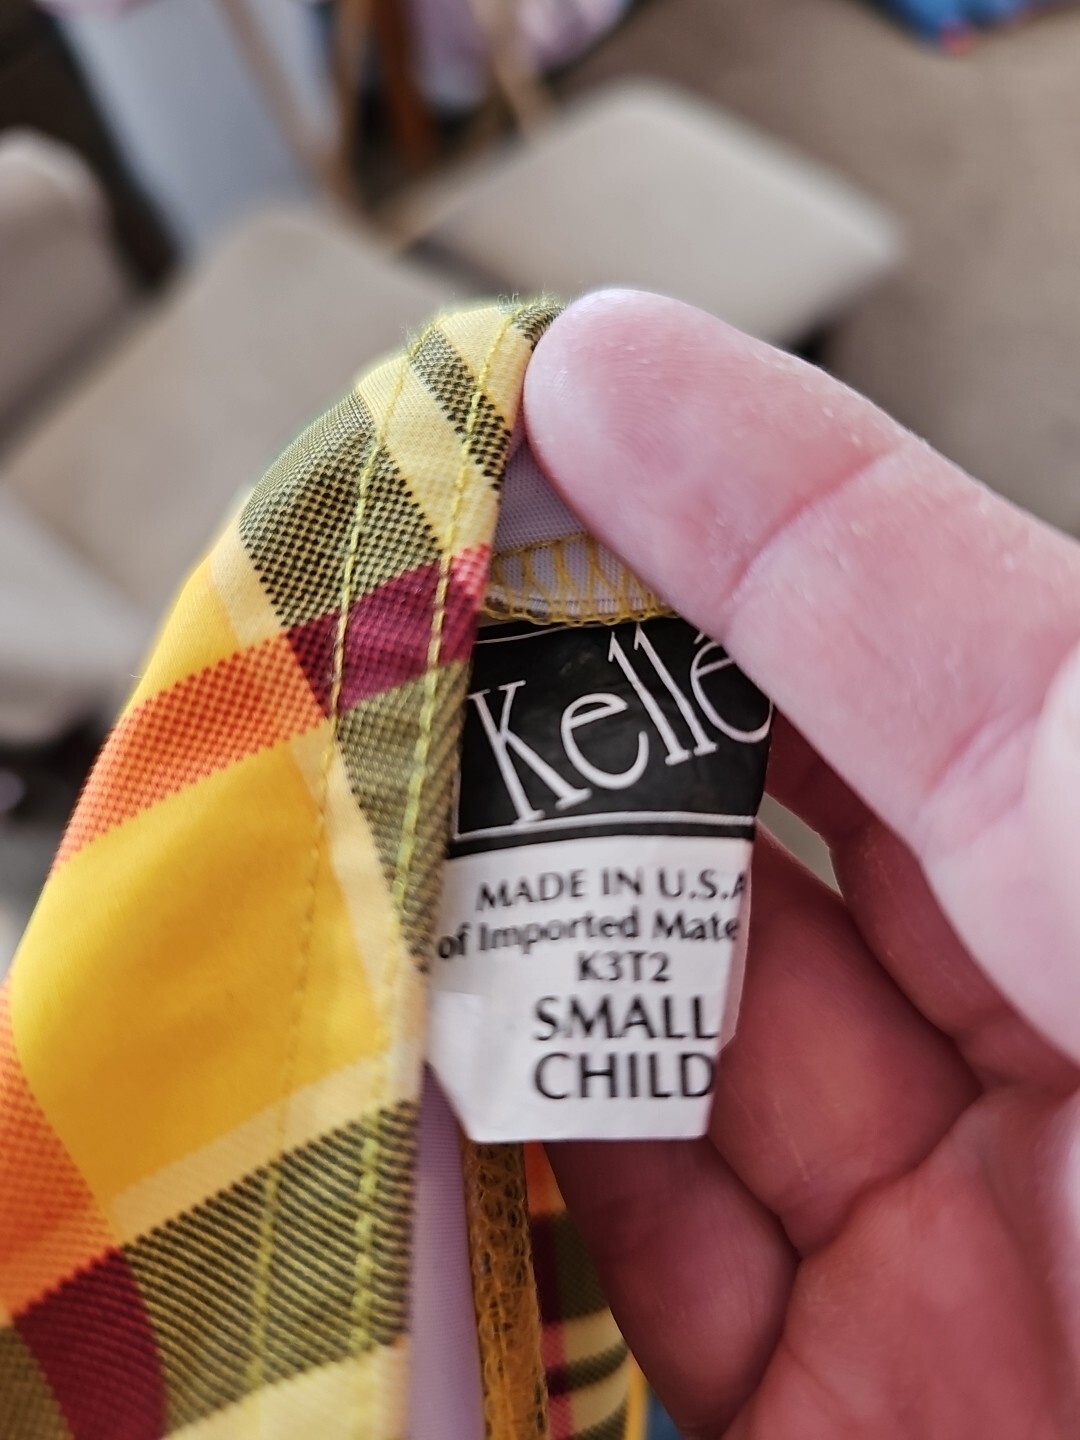 Kellé
MADE IN U.S.A
of Imported Mate
K3T2
SMALL
CHILD